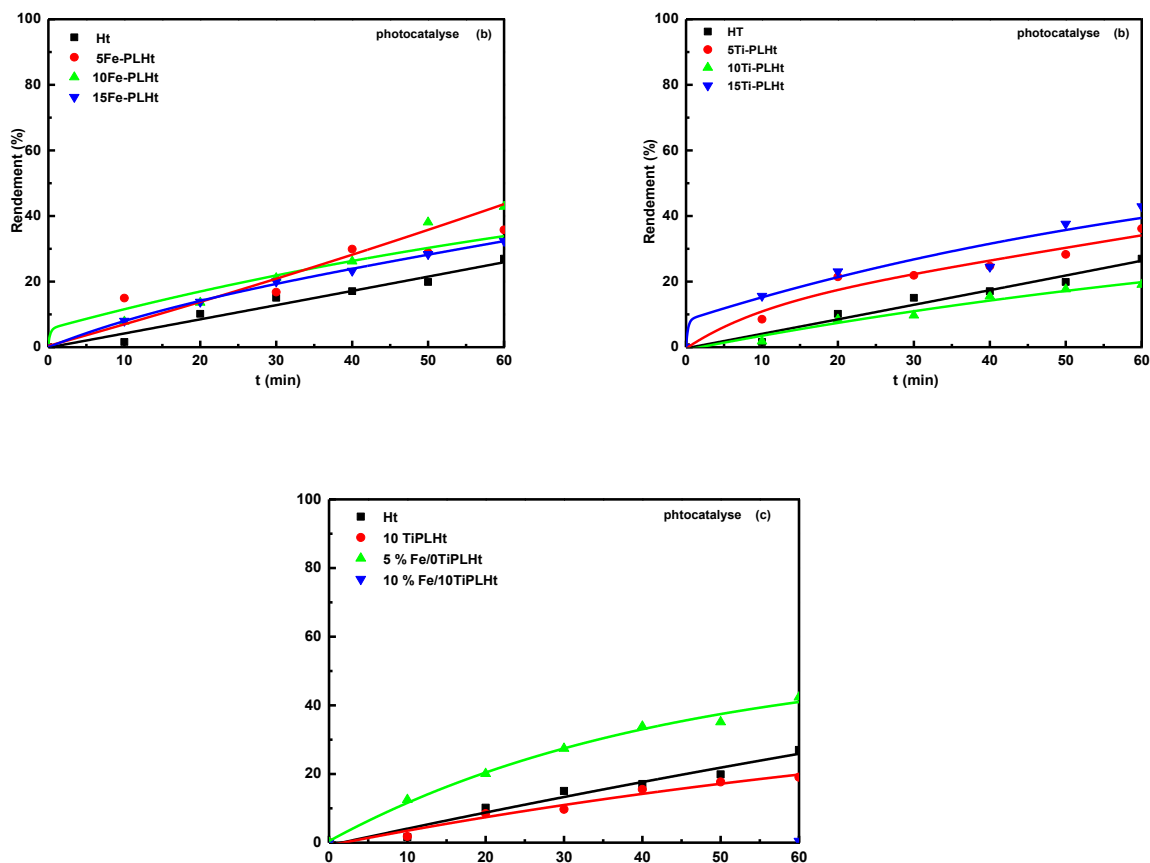 100
80
60
40
20
0
Rendement (%)
Ht
5Fe-PLHt
10Fe-PLHt
15Fe-PLHt
photocatalyse (b)
0 10 20 30 40 50 60
t (min)
100
80
60
40
20
0
Rendement (%)
HT
5Ti-PLHt
10Ti-PLHt
15Ti-PLHt
photocatalyse (b)
0 10 20 30 40 50 60
t (min)
100
80
60
40
20
0
Ht
10 TiPLHt
5 % Fe/0TiPLHt
10 % Fe/10TiPLHt
phtocatalyse (c)
0 10 20 30 40 50 60